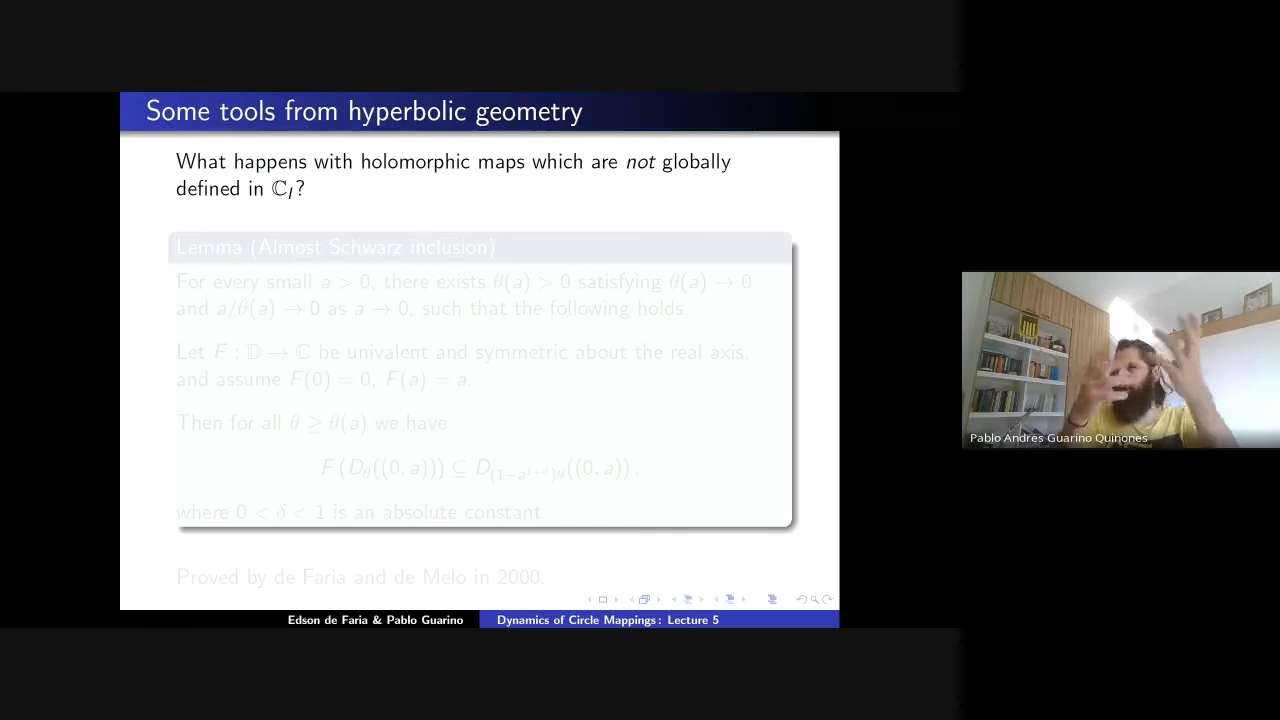 Some tools from hyperbolic geometry
What happens with holomorphic maps which are not globally
defined in ℂ_I?
Lemma (Almost Schwarz inclusion)
For every small a > 0, there exists θ(a) > 0 satisfying θ(a) → 0
and a/θ(a) → 0 as a → 0, such that the following holds.
Let F : 𝔻 → ℂ be univalent and symmetric about the real axis,
and assume F(0) = 0, F(a) = a.
Then for all θ ≥ θ(a) we have
F (D_θ((0, a))) ⊆ D_{(1−a^{1+δ})θ}((0, a)) .
where 0 < δ < 1 is an absolute constant
Proved by de Faria and de Melo in 2000.
Edson de Faria & Pablo Guarino
Dynamics of Circle Mappings: Lecture 5
Pablo Andres Guarino Quinones